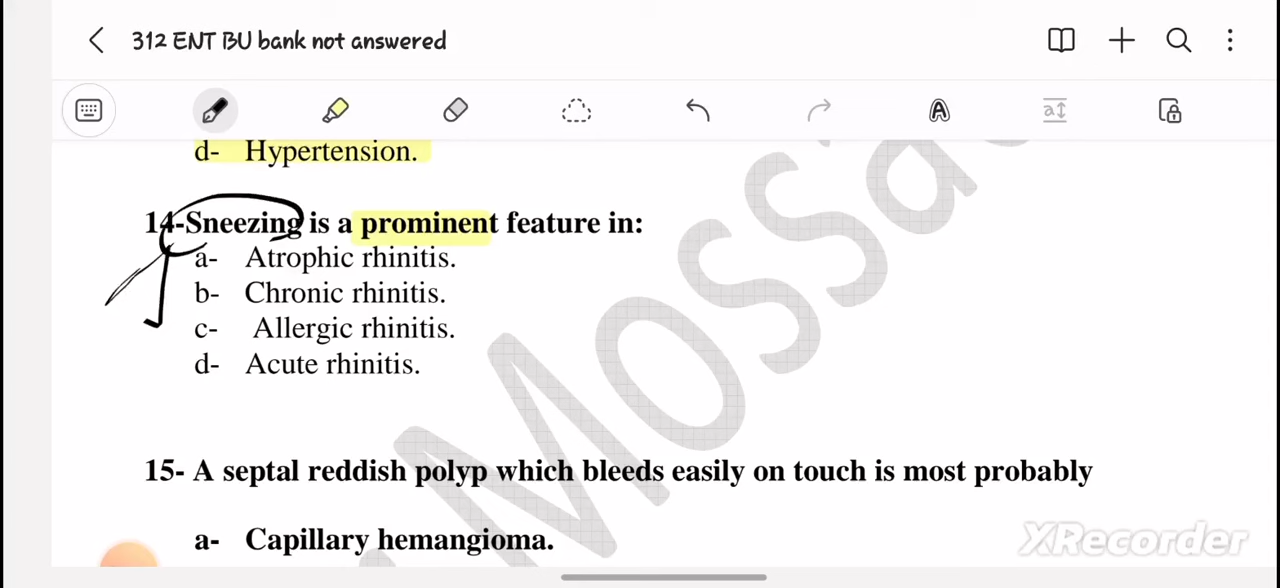 312 ENT BU bank not answered
d- Hypertension.
14-Sneezing is a prominent feature in:
a- Atrophic rhinitis.
b- Chronic rhinitis.
c- Allergic rhinitis.
d- Acute rhinitis.
15- A septal reddish polyp which bleeds easily on touch is most probably
a- Capillary hemangioma.
XRecorder